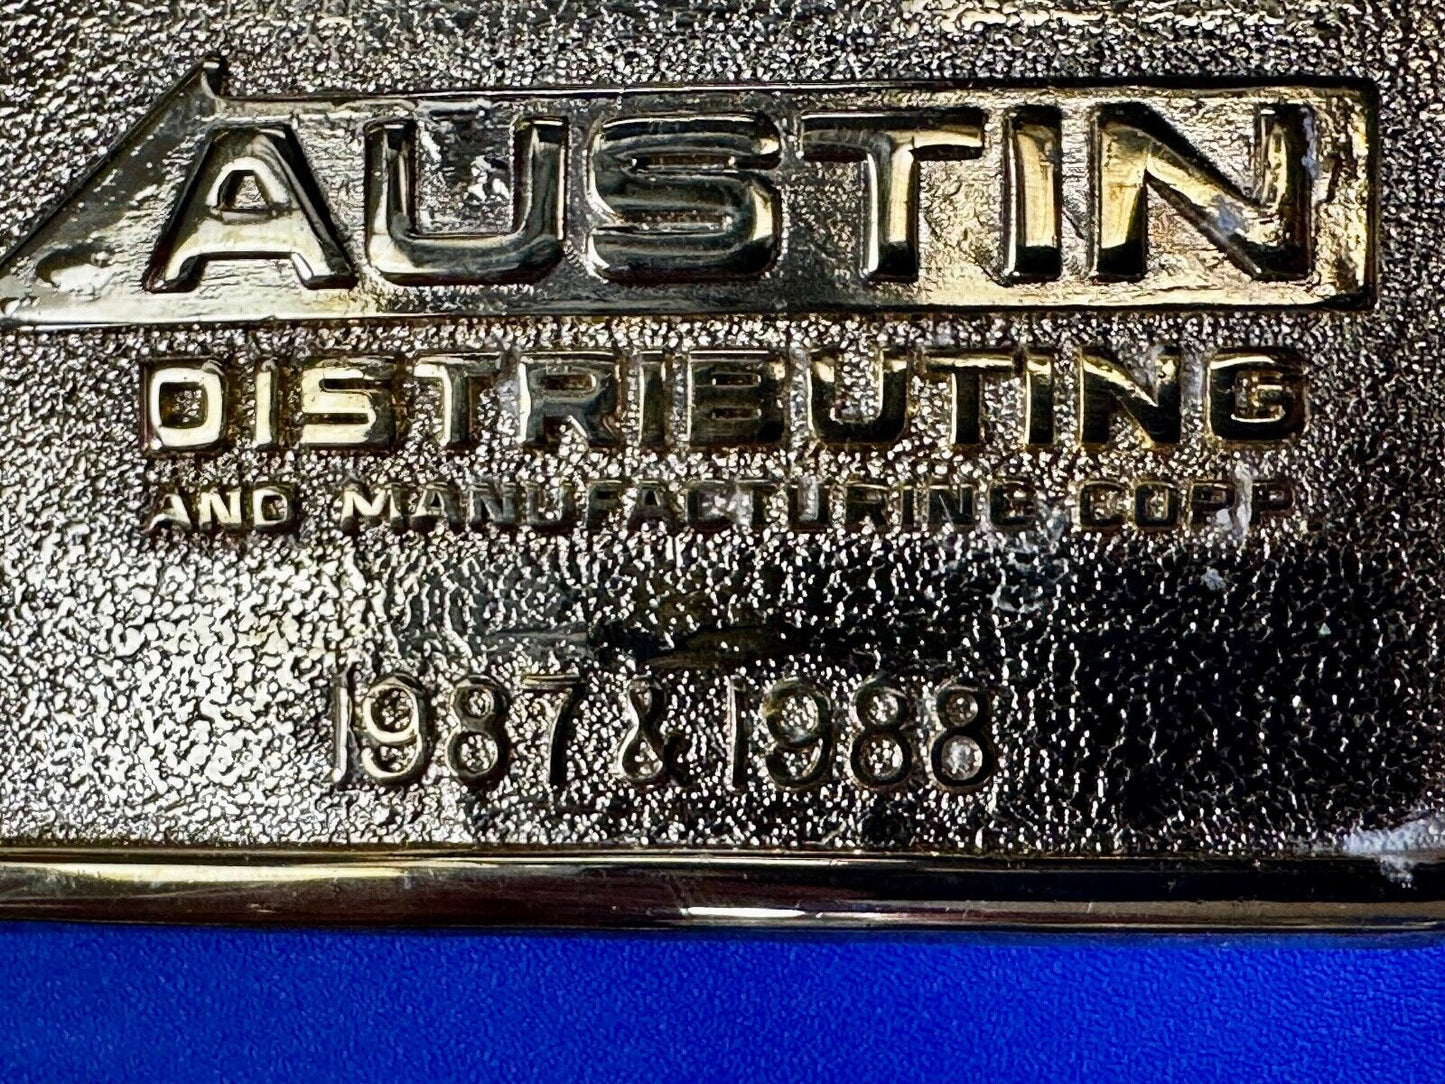 AUSTIN
DISTRIBUTING
AND MANUFACTURING CORP.
1987 & 1988